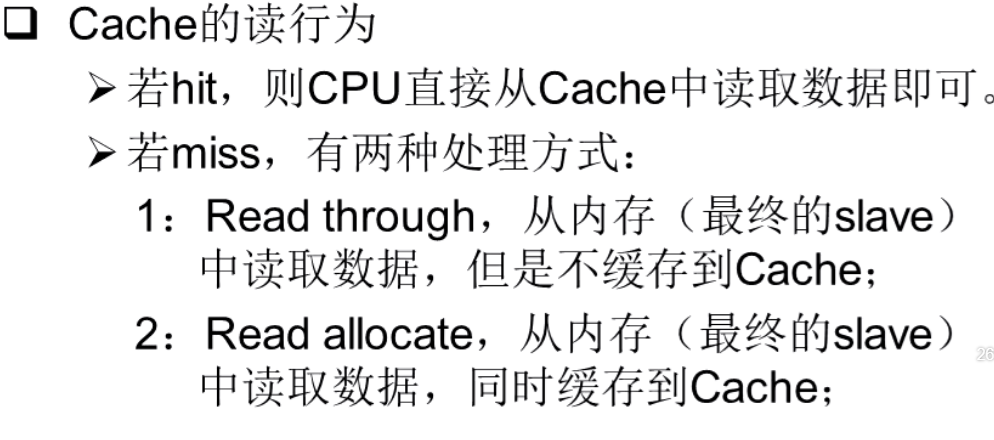 ❑ Cache的读行为
➢若hit，则CPU直接从Cache中读取数据即可。
➢若miss，有两种处理方式：
1：Read through，从内存（最终的slave）
中读取数据，但是不缓存到Cache；
2：Read allocate，从内存（最终的slave）
26
中读取数据，同时缓存到Cache；